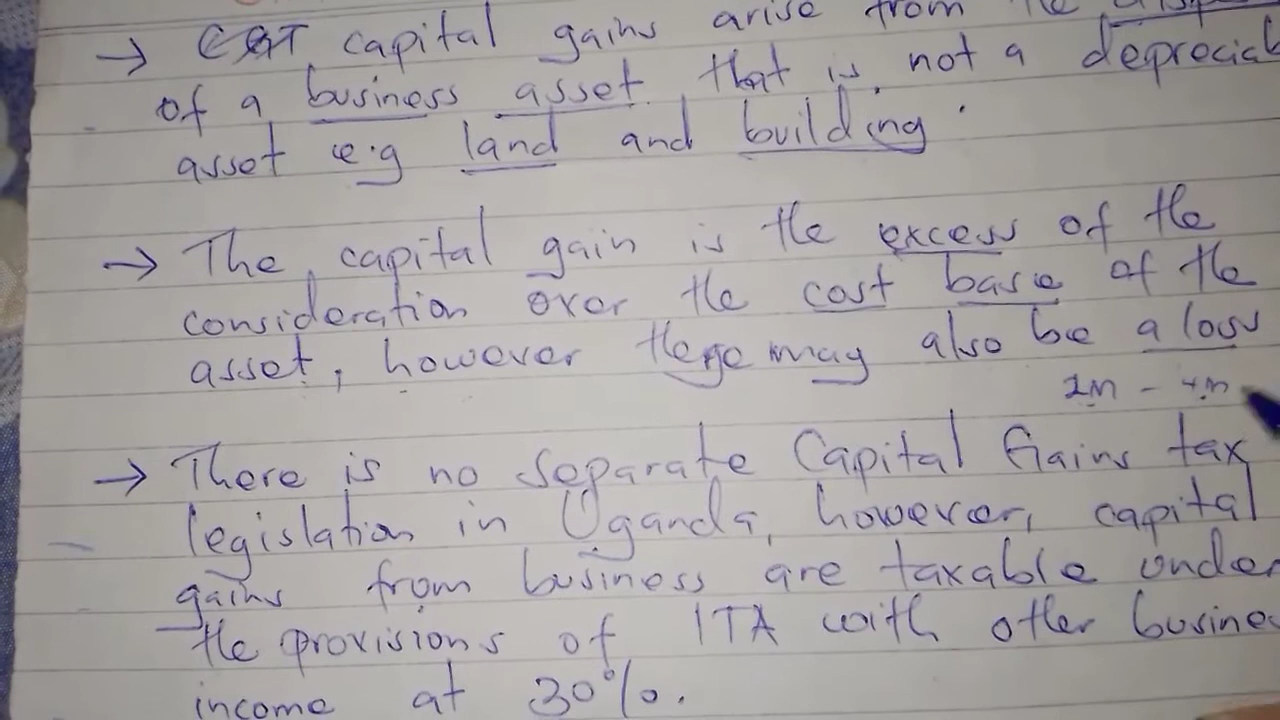 → CGT capital gains arise from the
of a business asset that is not a depreciab
asset e.g land and building.
→ The capital gain is the excess of the
consideration over the cost base of the
asset, however there may also be a loss
2m - 4m
→ There is no separate Capital Gains tax
legislation in Uganda, however, capital
gains from business are taxable under
the provisions of ITA with other busine
income at 30%.